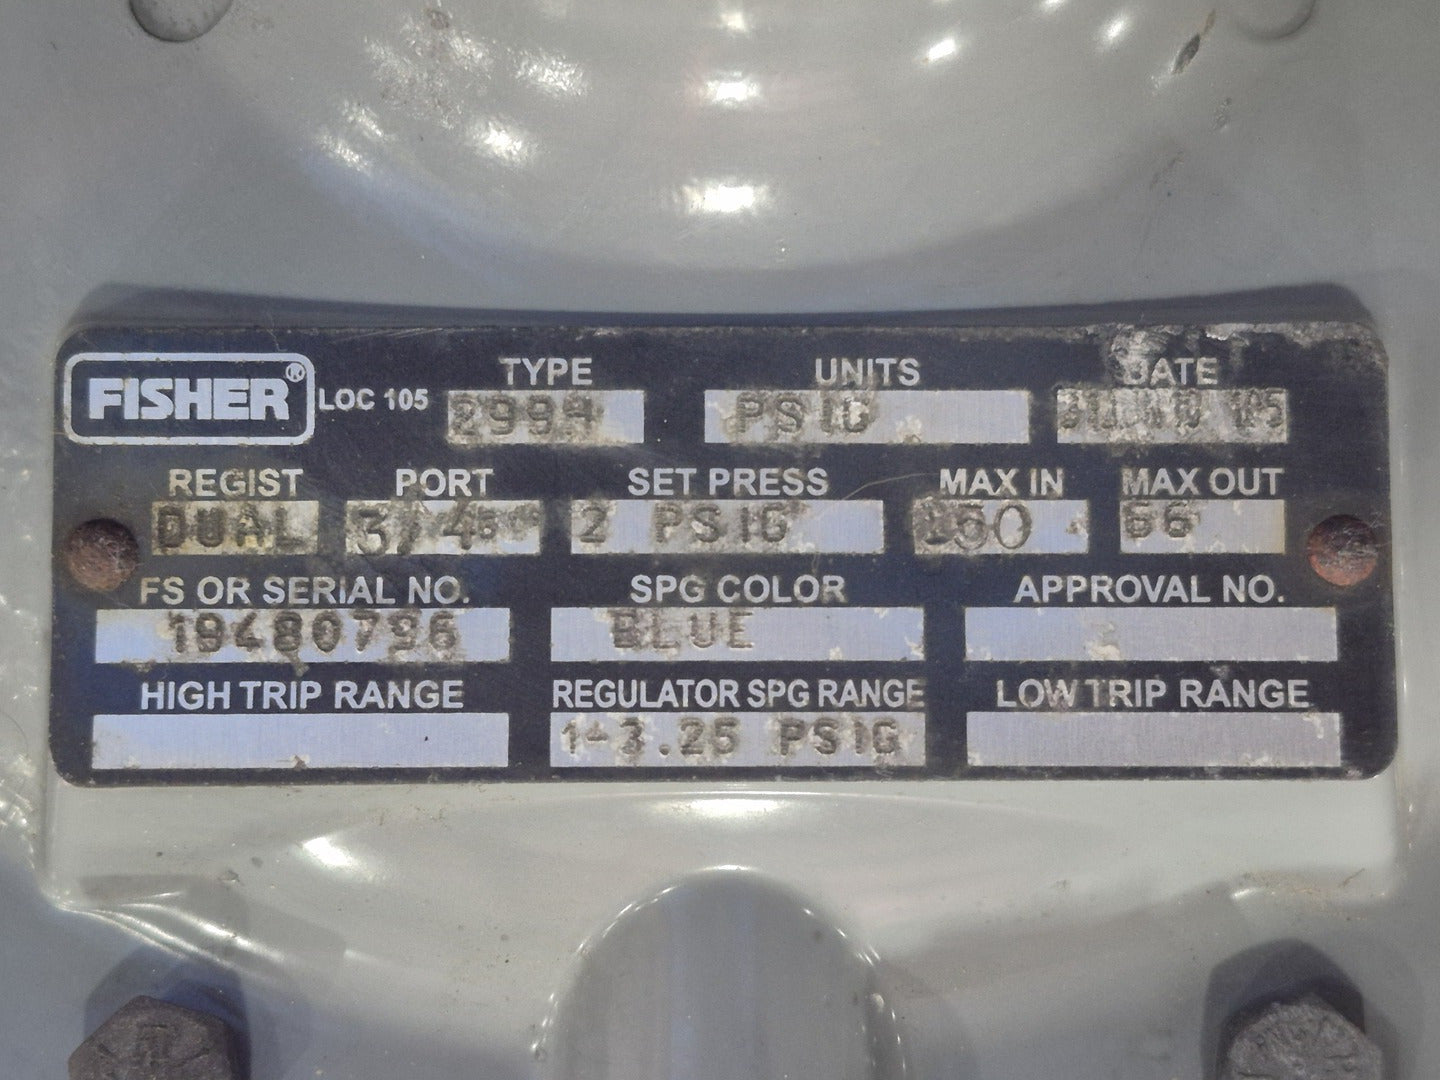 FISHER® LOC 105 TYPE UNITS DATE
PSIG
REGIST PORT SET PRESS MAX IN MAX OUT
DUAL 3/4 2 PSIG 150 66
FS OR SERIAL NO. SPG COLOR APPROVAL NO.
19480796 BLUE
HIGH TRIP RANGE REGULATOR SPG RANGE LOW TRIP RANGE
1-3.25 PSIG